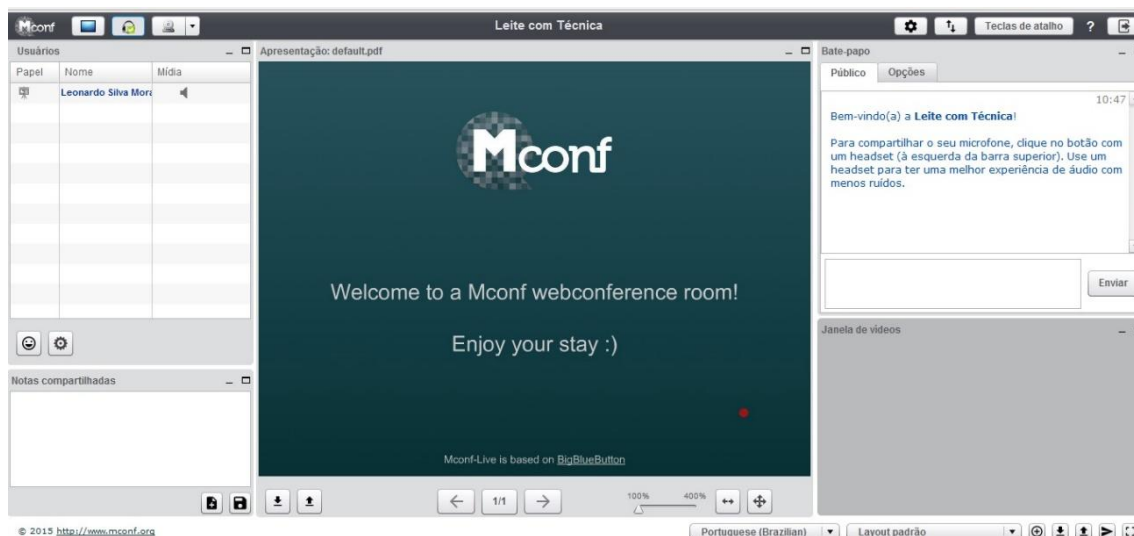 Mconf
Leite com Técnica
Teclas de atalho
?
Usuários
Papel Nome Mídia
Leonardo Silva Mora
Notas compartilhadas
Apresentação: default.pdf
Mconf
Welcome to a Mconf webconference room!
Enjoy your stay :)
Mconf-Live is based on BigBlueButton
1/1
100% 400%
Bate-papo
Público Opções
10:47
Bem-vindo(a) a Leite com Técnica!
Para compartilhar o seu microfone, clique no botão com
um headset (à esquerda da barra superior). Use um
headset para ter uma melhor experiência de áudio com
menos ruídos.
Enviar
Janela de vídeos
© 2015 http://www.mconf.org
Portuguese (Brazilian)
Layout padrão